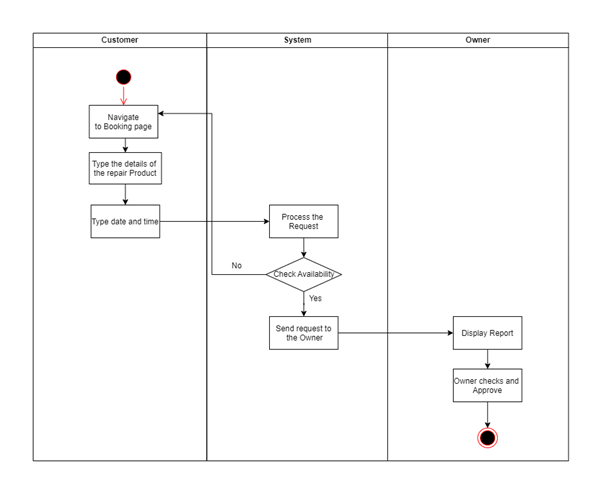 Customer
System
Owner
Navigate
to Booking page
Type the details of
the repair Product
Type date and time
Process the
Request
Check Availability
No
Yes
Send request to
the Owner
Display Report
Owner checks and
Approve